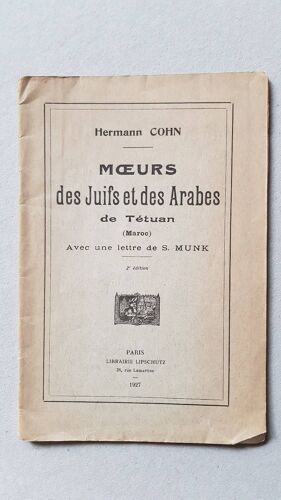 Hermann COHN
MŒURS
des Juifs et des Arabes
de Tétuan
(Maroc)
Avec une lettre de S. MUNK
2e édition
PARIS
LIBRAIRIE LIPSCHUTZ
29, rue Lamartine
1927